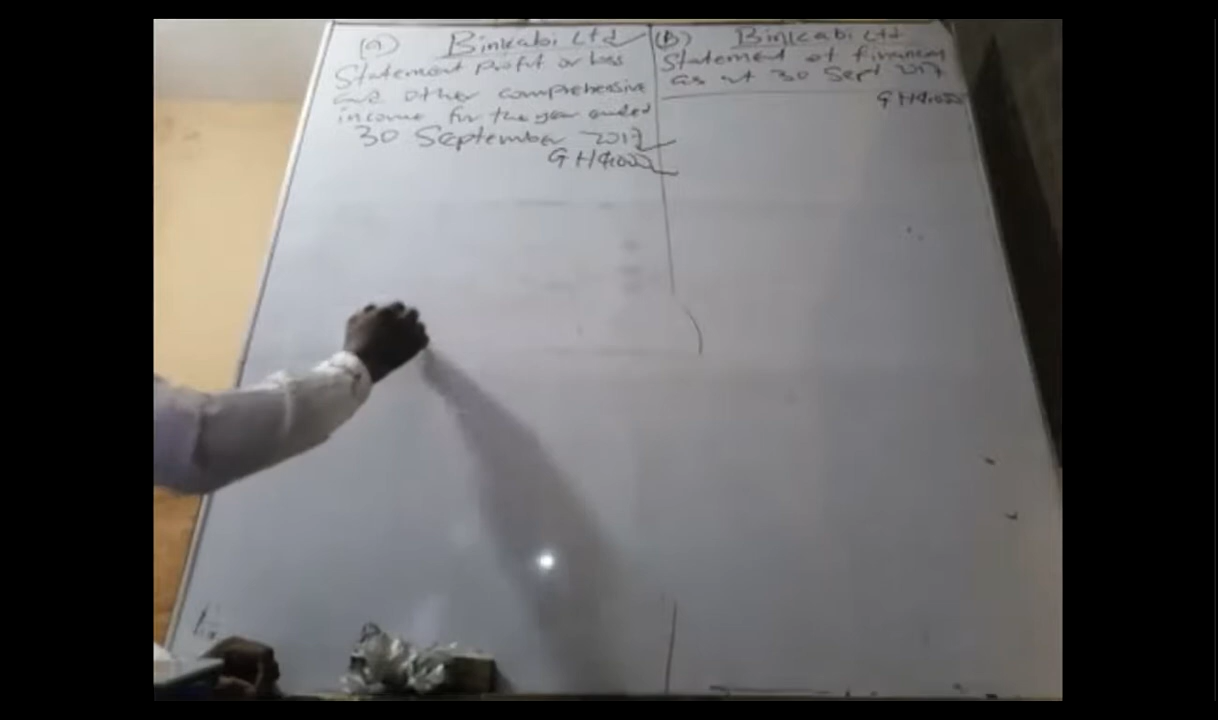 (a) Binkabi Ltd
Statement Profit or loss
and other comprehensive
income for the year ended
30 September 2017
GH¢000
(B) Binkabi Ltd
Statement of financial
as at 30 Sept 2017
GH¢000